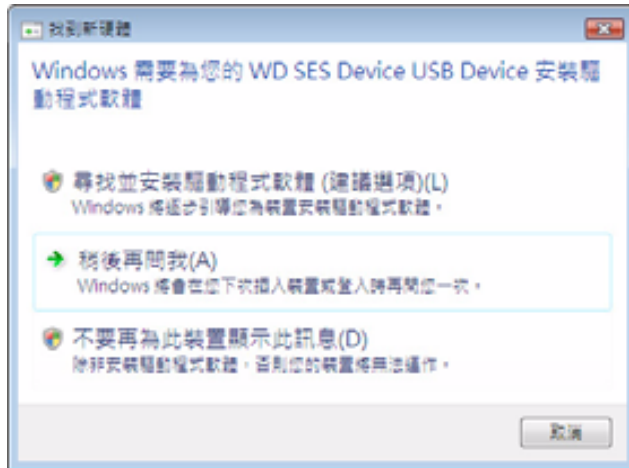 找到新硬體
Windows 需要為您的 WD SES Device USB Device 安裝驅
動程式軟體
尋找並安裝驅動程式軟體 (建議選項)(L)
Windows 將逐步引導您為裝置安裝驅動程式軟體。
稍後再問我(A)
Windows 將會在您下次插入裝置或登入時再問您一次。
不要再為此裝置顯示此訊息(D)
除非安裝驅動程式軟體，否則您的裝置將無法運作。
取消